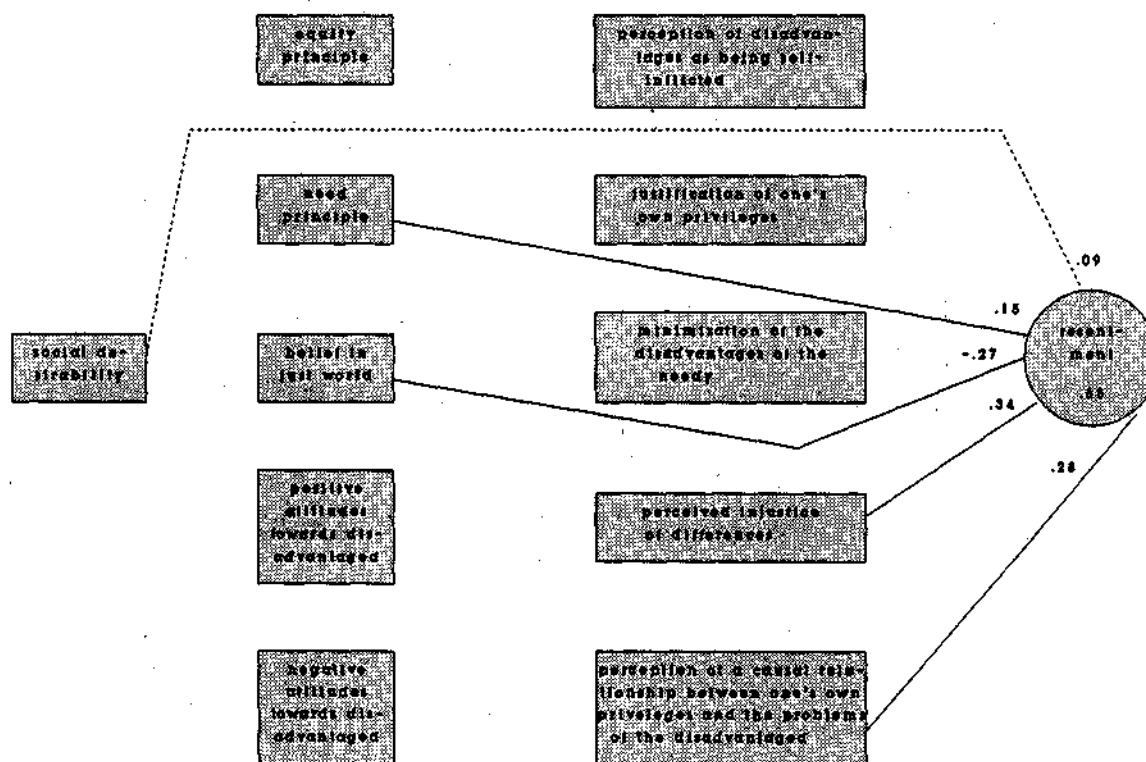 equity
principle
perception of disadvan-
tages as being self-
inflicted
need
principle
justification of one's
own privileges
.09
.15
social de-
sirability
belief in
just world
minimization of the
disadvantages of the
needy
-.27
resent-
ment
.34
.28
positive
attitudes
towards dis-
advantaged
perceived injustice
of differences
negative
attitudes
towards dis-
advantaged
perception of a causal rela-
tionship between one's own
priveleges and the problems
of the disadvantaged